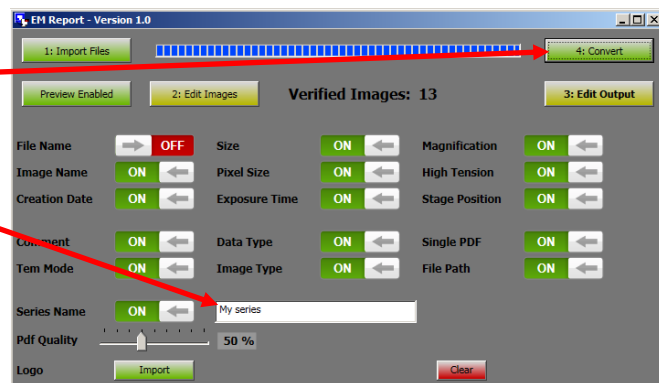 EM Report - Version 1.0
1: Import Files 4: Convert
Preview Enabled 2: Edit Images Verified Images: 13 3: Edit Output
File Name OFF Size ON Magnification ON
Image Name ON Pixel Size ON High Tension ON
Creation Date ON Exposure Time ON Stage Position ON
Comment ON Data Type ON Single PDF ON
Tem Mode ON Image Type ON File Path ON
Series Name ON My series
Pdf Quality 50 %
Logo Import Clear